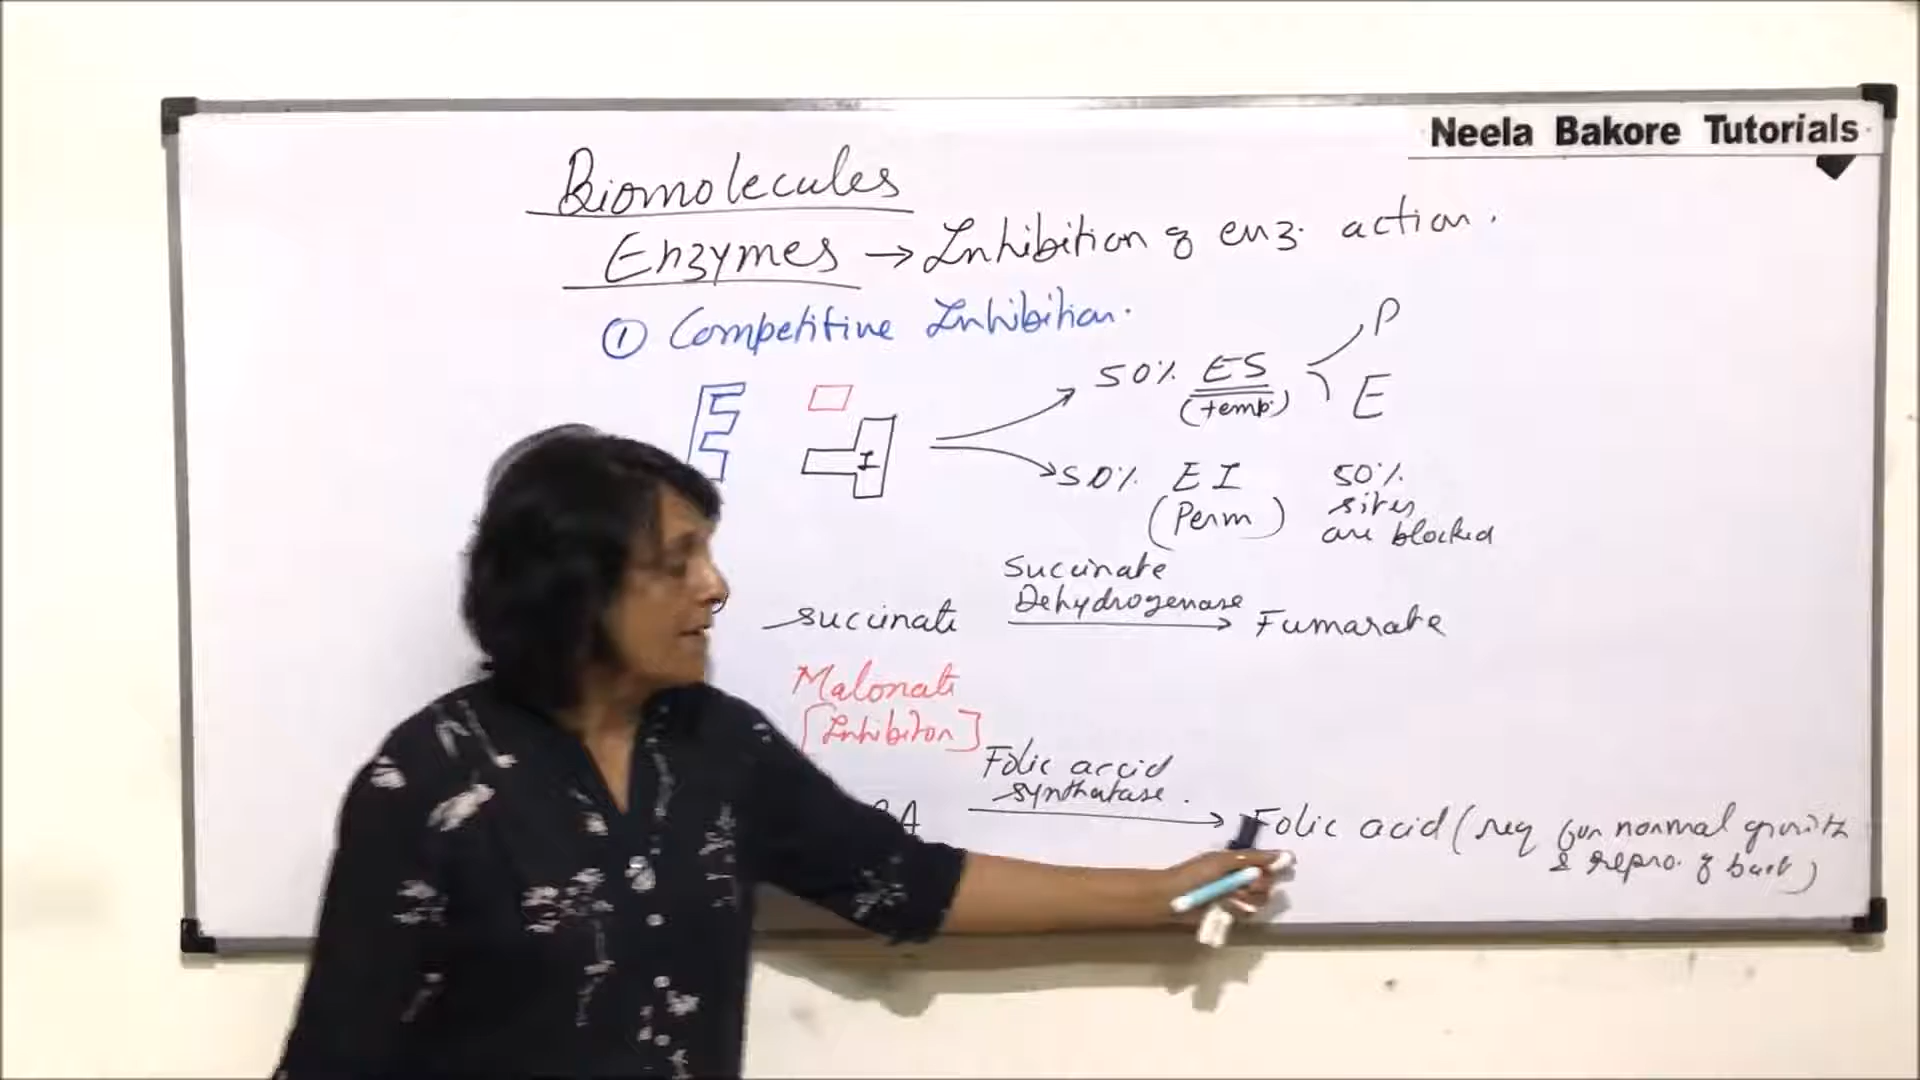 Neela Bakore Tutorials
Biomolecules
Enzymes → Inhibition of enz. action.
① Competitive Inhibition.
50% ES
(temp.)
P
E
I
50% EI
(Perm)
50%
sites
are blocked
Succinate
Dehydrogenase
succinate → Fumarate
Malonate
[Inhibitor]
Folic accid
synthatase.
BA → Folic acid (req for normal growth
& repro. of bact)